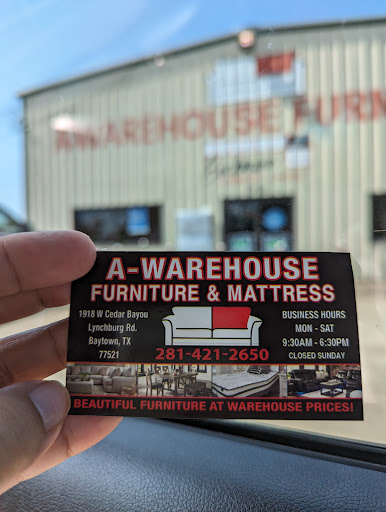 AWAREHOUSE FURN
A-WAREHOUSE
FURNITURE & MATTRESS
1918 W Cedar Bayou
Lynchburg Rd.
Baytown, TX
77521
BUSINESS HOURS
MON - SAT
9:30AM - 6:30PM
CLOSED SUNDAY
281-421-2650
BEAUTIFUL FURNITURE AT WAREHOUSE PRICES!